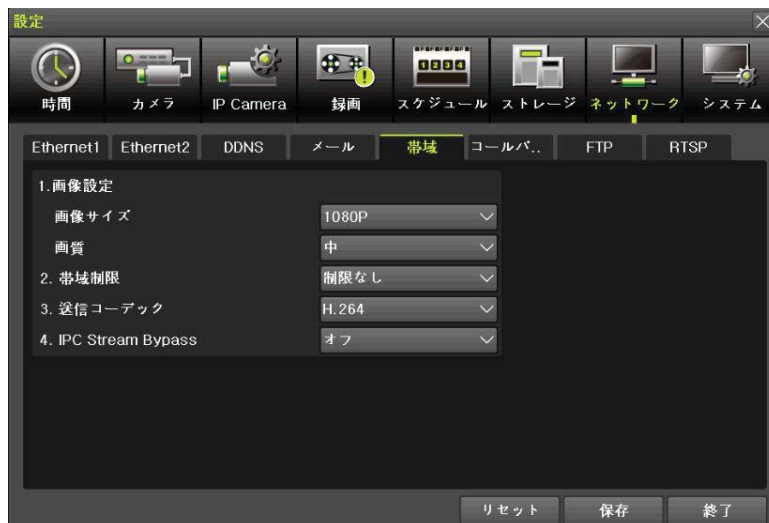 設定
時間 カメラ IP Camera 録画 スケジュール ストレージ ネットワーク システム
Ethernet1 Ethernet2 DDNS メール 帯域 コールバ.. FTP RTSP
1.画像設定
画像サイズ 1080P
画質 中
2. 帯域制限 制限なし
3. 送信コーデック H.264
4. IPC Stream Bypass オフ
リセット 保存 終了